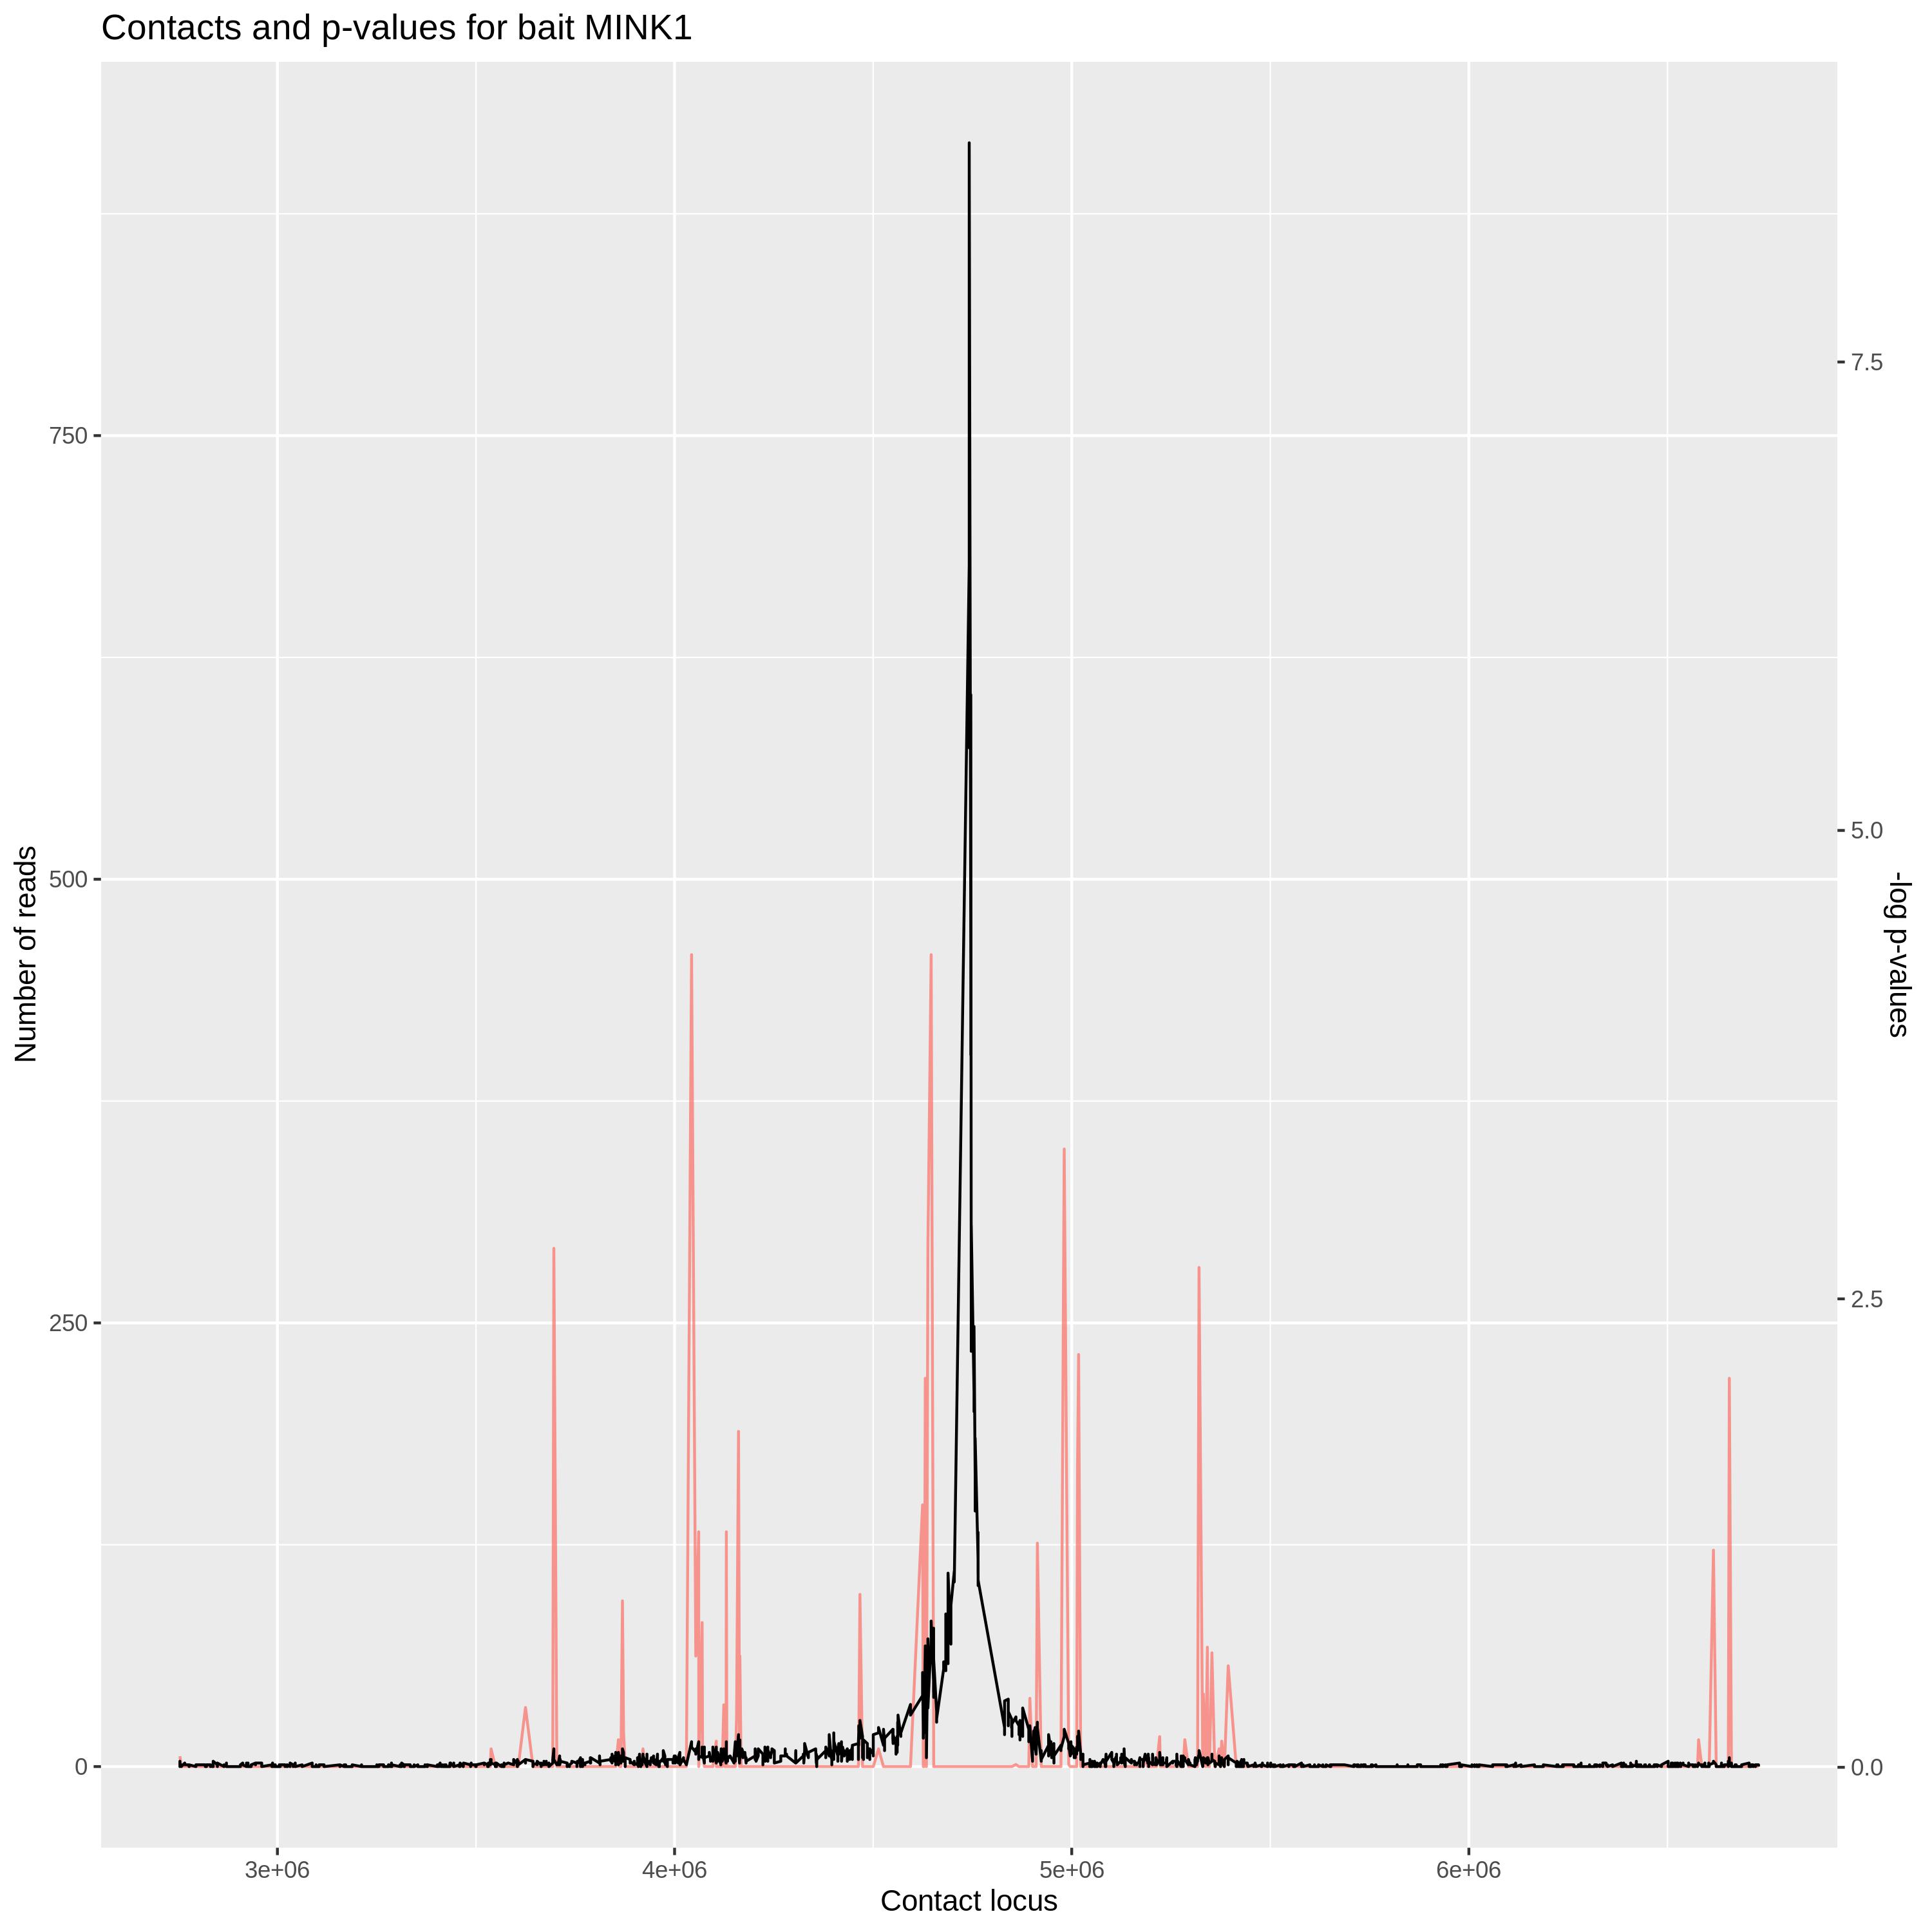 Contacts and p-values for bait MINK1
Number of reads
750
500
250
0
7.5
5.0
2.5
0.0
-log p-values
3e+06
4e+06
5e+06
6e+06
Contact locus